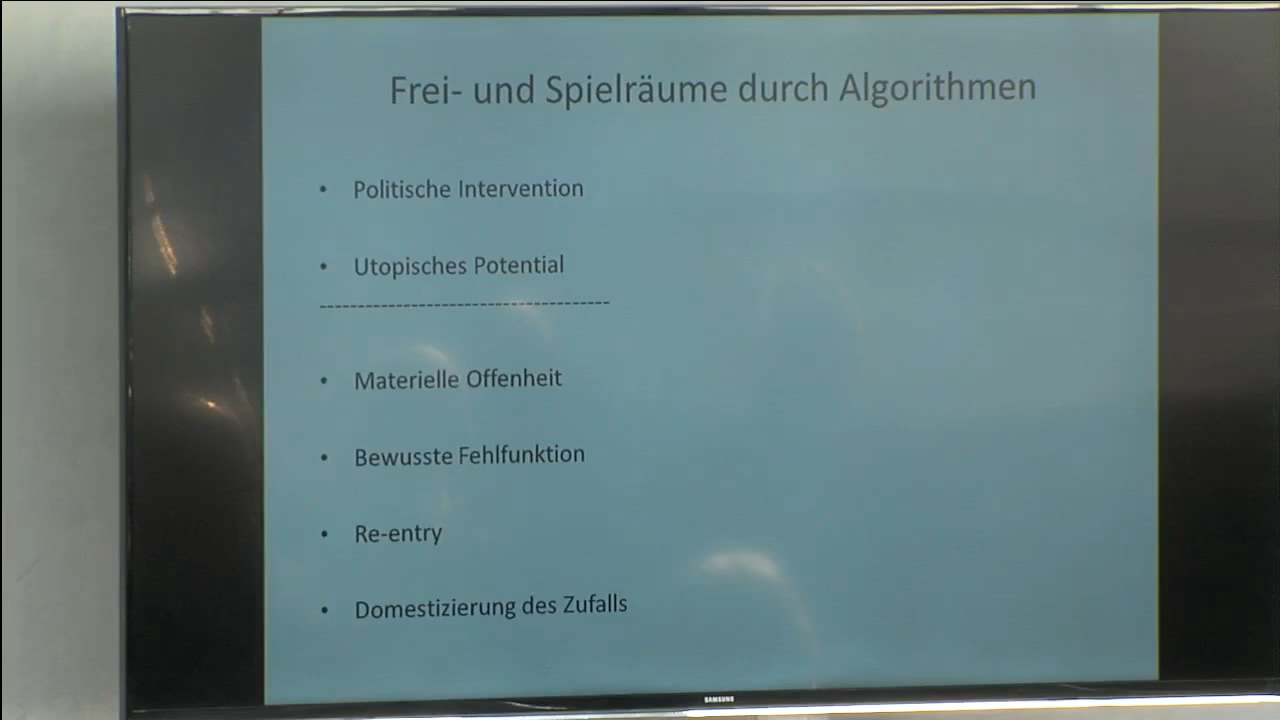 Frei- und Spielräume durch Algorithmen
• Politische Intervention
• Utopisches Potential
--------------------------------------
• Materielle Offenheit
• Bewusste Fehlfunktion
• Re-entry
• Domestizierung des Zufalls
SAMSUNG